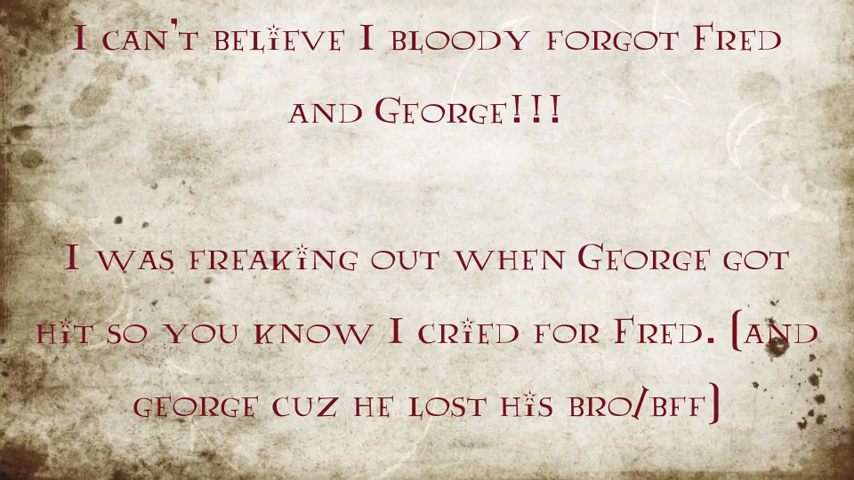 I can't believe I bloody forgot Fred
and George!!!
I was freaking out when George got
hit so you know I cried for Fred. (and
george cuz he lost his bro/bff)